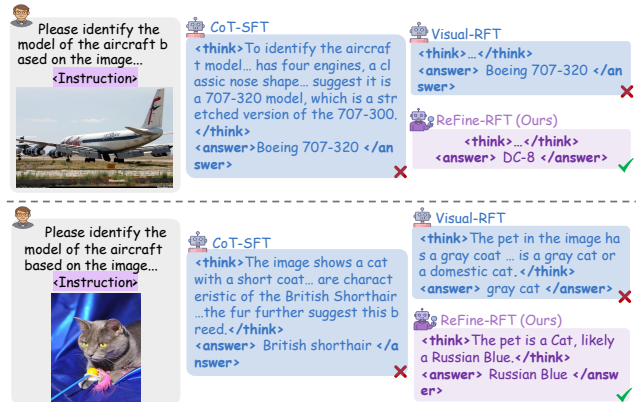 Please identify the
model of the aircraft b
ased on the image...
<Instruction>
CoT-SFT
<think>To identify the aircraf
t model... has four engines, a cl
assic nose shape... suggest it is
a 707-320 model, which is a str
etched version of the 707-300.
</think>
<answer>Boeing 707-320 </an
swer>
Visual-RFT
<think>...</think>
<answer> Boeing 707-320 </an
swer>
ReFine-RFT (Ours)
<think>...</think>
<answer> DC-8 </answer>
Please identify the
model of the aircraft
based on the image...
<Instruction>
CoT-SFT
<think>The image shows a cat
with a short coat... are charact
eristic of the British Shorthair
...the fur further suggest this b
reed.</think>
<answer> British shorthair </a
nswer>
Visual-RFT
<think>The pet in the image ha
s a gray coat ... is a gray cat or
a domestic cat.</think>
<answer> gray cat </answer>
ReFine-RFT (Ours)
<think>The pet is a Cat, likely
a Russian Blue.</think>
<answer> Russian Blue </answ
er>